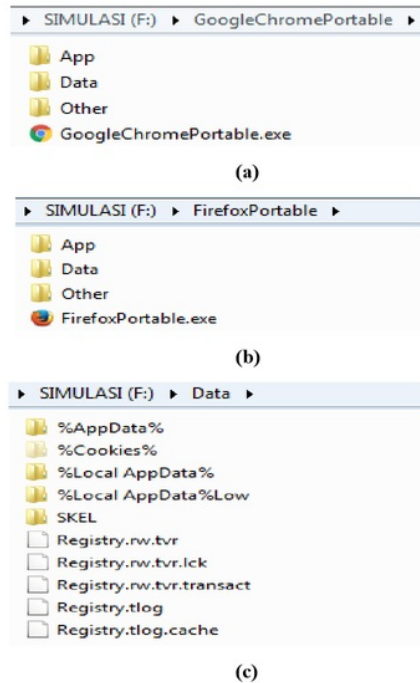 SIMULASI (F:) GoogleChromePortable
App
Data
Other
GoogleChromePortable.exe
(a)
SIMULASI (F:) FirefoxPortable
App
Data
Other
FirefoxPortable.exe
(b)
SIMULASI (F:) Data
%AppData%
%Cookies%
%Local AppData%
%Local AppData%Low
SKEL
Registry.rw.tvr
Registry.rw.tvr.lck
Registry.rw.tvr.transact
Registry.tlog
Registry.tlog.cache
(c)